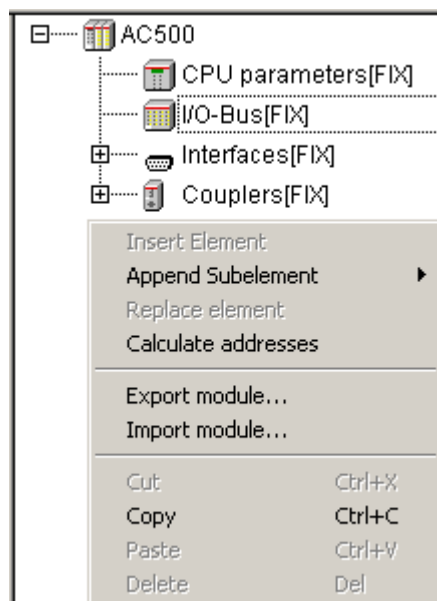 AC500
CPU parameters[FIX]
I/O-Bus[FIX]
Interfaces[FIX]
Couplers[FIX]
Insert Element
Append Subelement
Replace element
Calculate addresses
Export module...
Import module...
Cut Ctrl+X
Copy Ctrl+C
Paste Ctrl+V
Delete Del